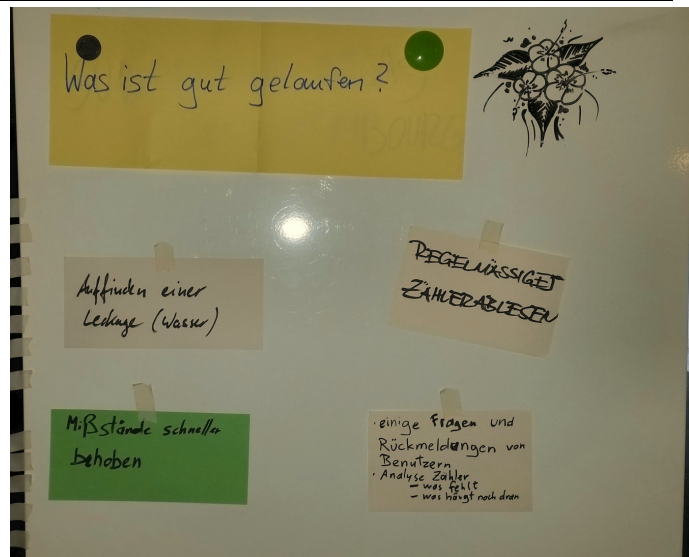 Was ist gut gelaufen?
Auffinden einer
Leckage (Wasser)
REGELMÄSSIGES
ZÄHLERABLESEN
Mißstände schneller
behoben
· einige Fragen und
Rückmeldungen von
Benutzern
· Analyse Zähler
– was fehlt
– was hängt noch dran